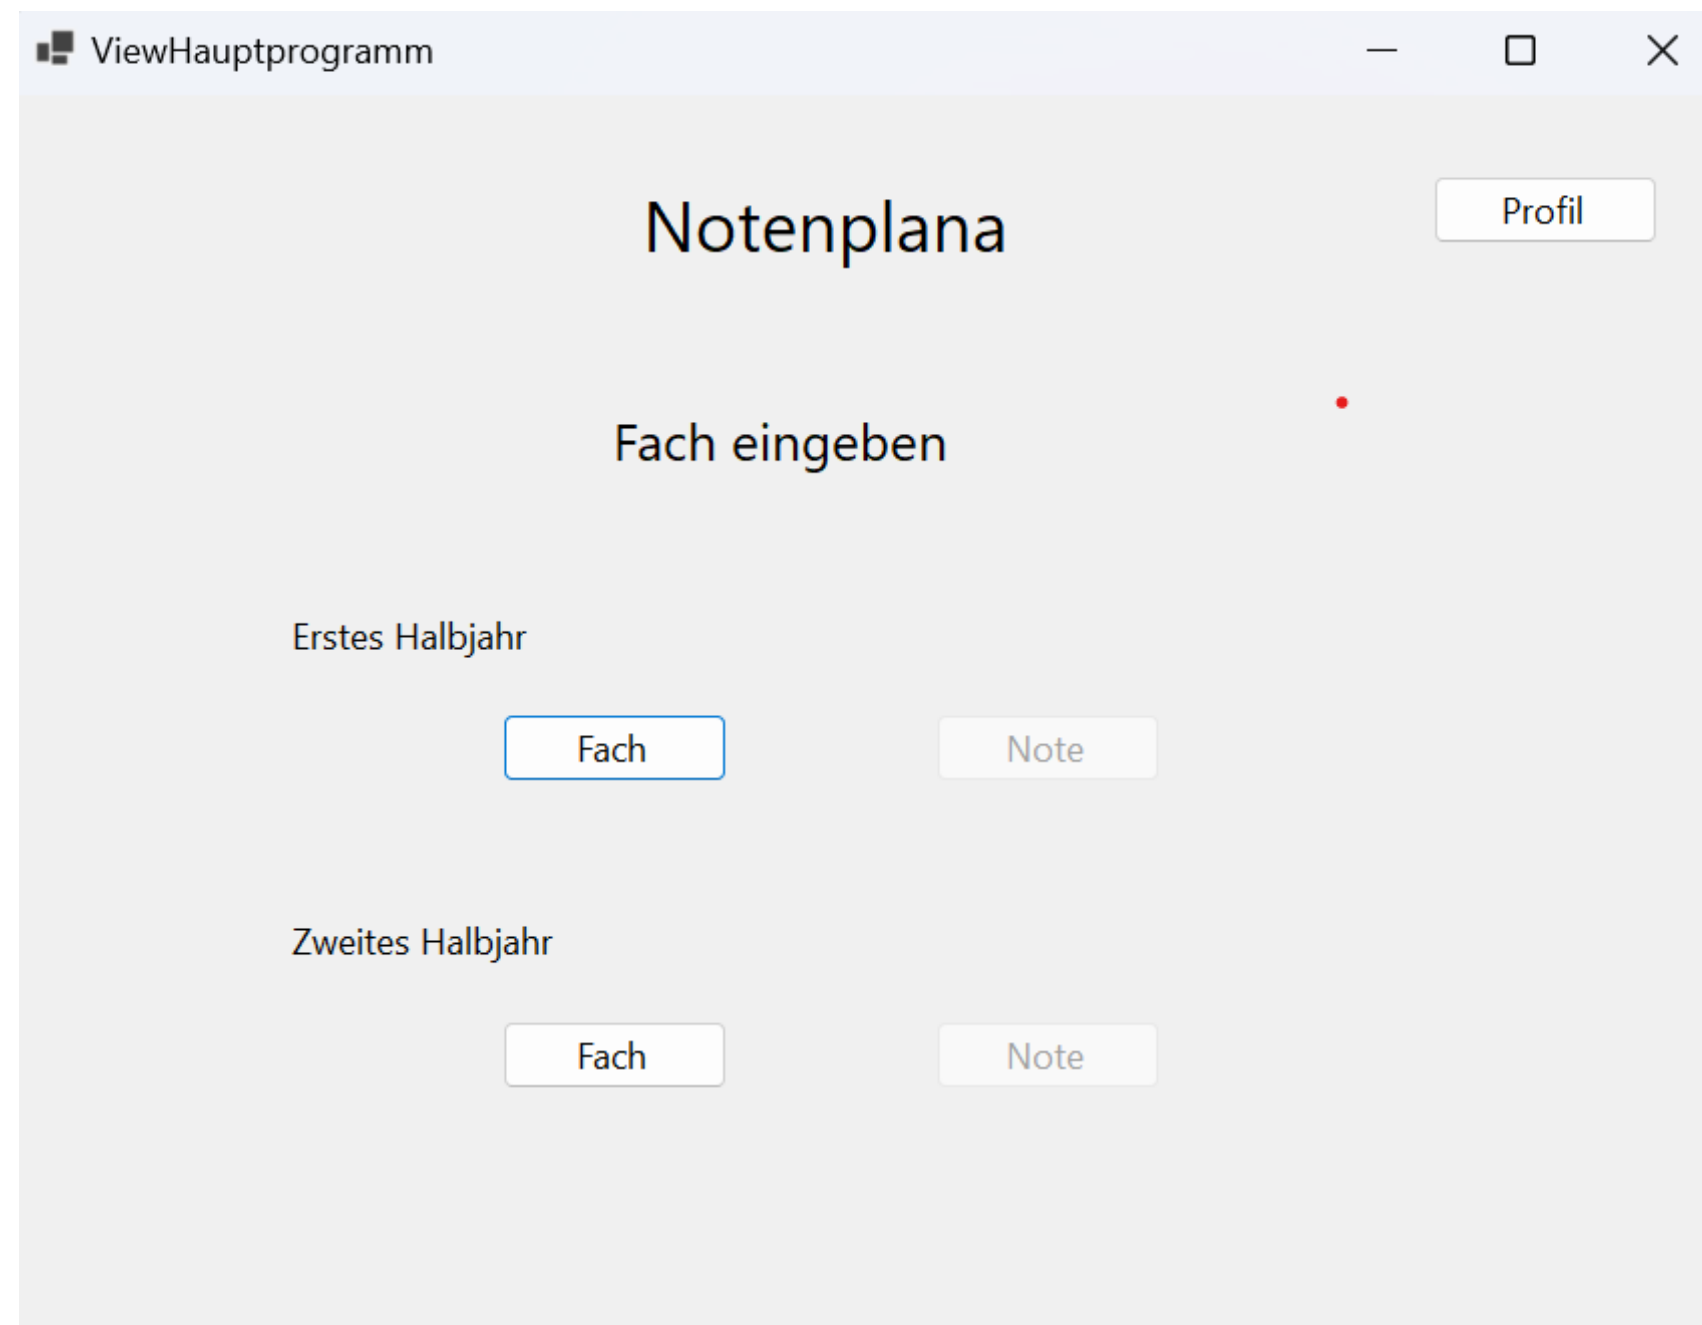 ViewHauptprogramm
Notenplana
Profil
Fach eingeben
Erstes Halbjahr
Fach Note
Zweites Halbjahr
Fach Note